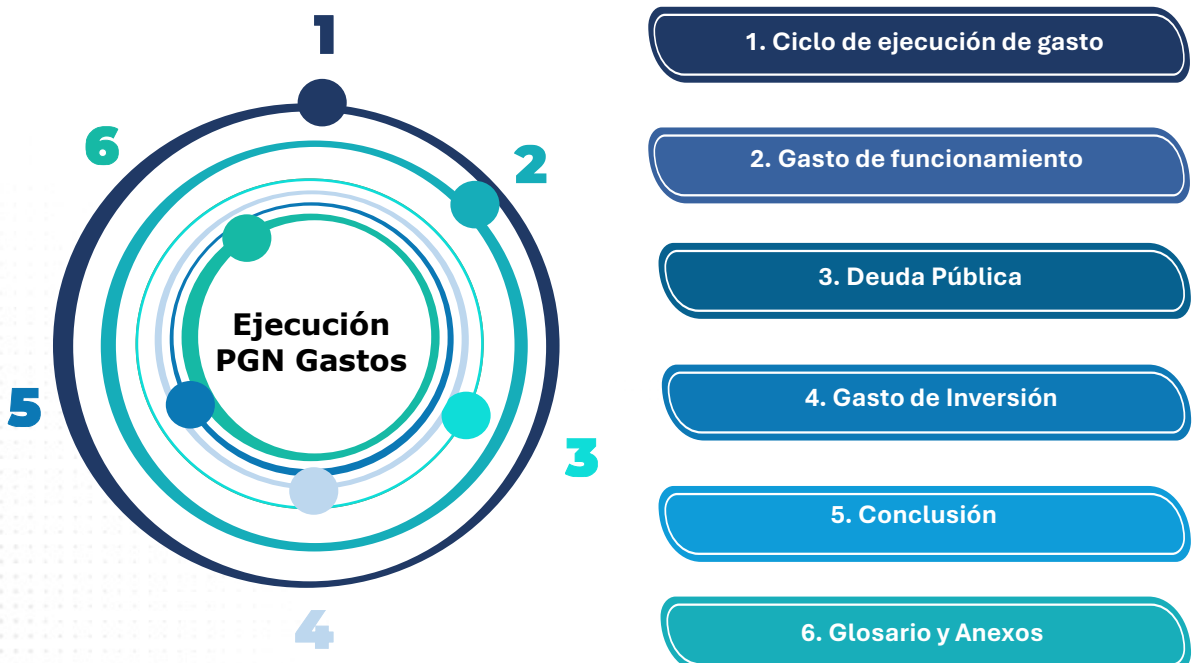 1
6
2
Ejecución
PGN Gastos
5
3
4
1. Ciclo de ejecución de gasto
2. Gasto de funcionamiento
3. Deuda Pública
4. Gasto de Inversión
5. Conclusión
6. Glosario y Anexos